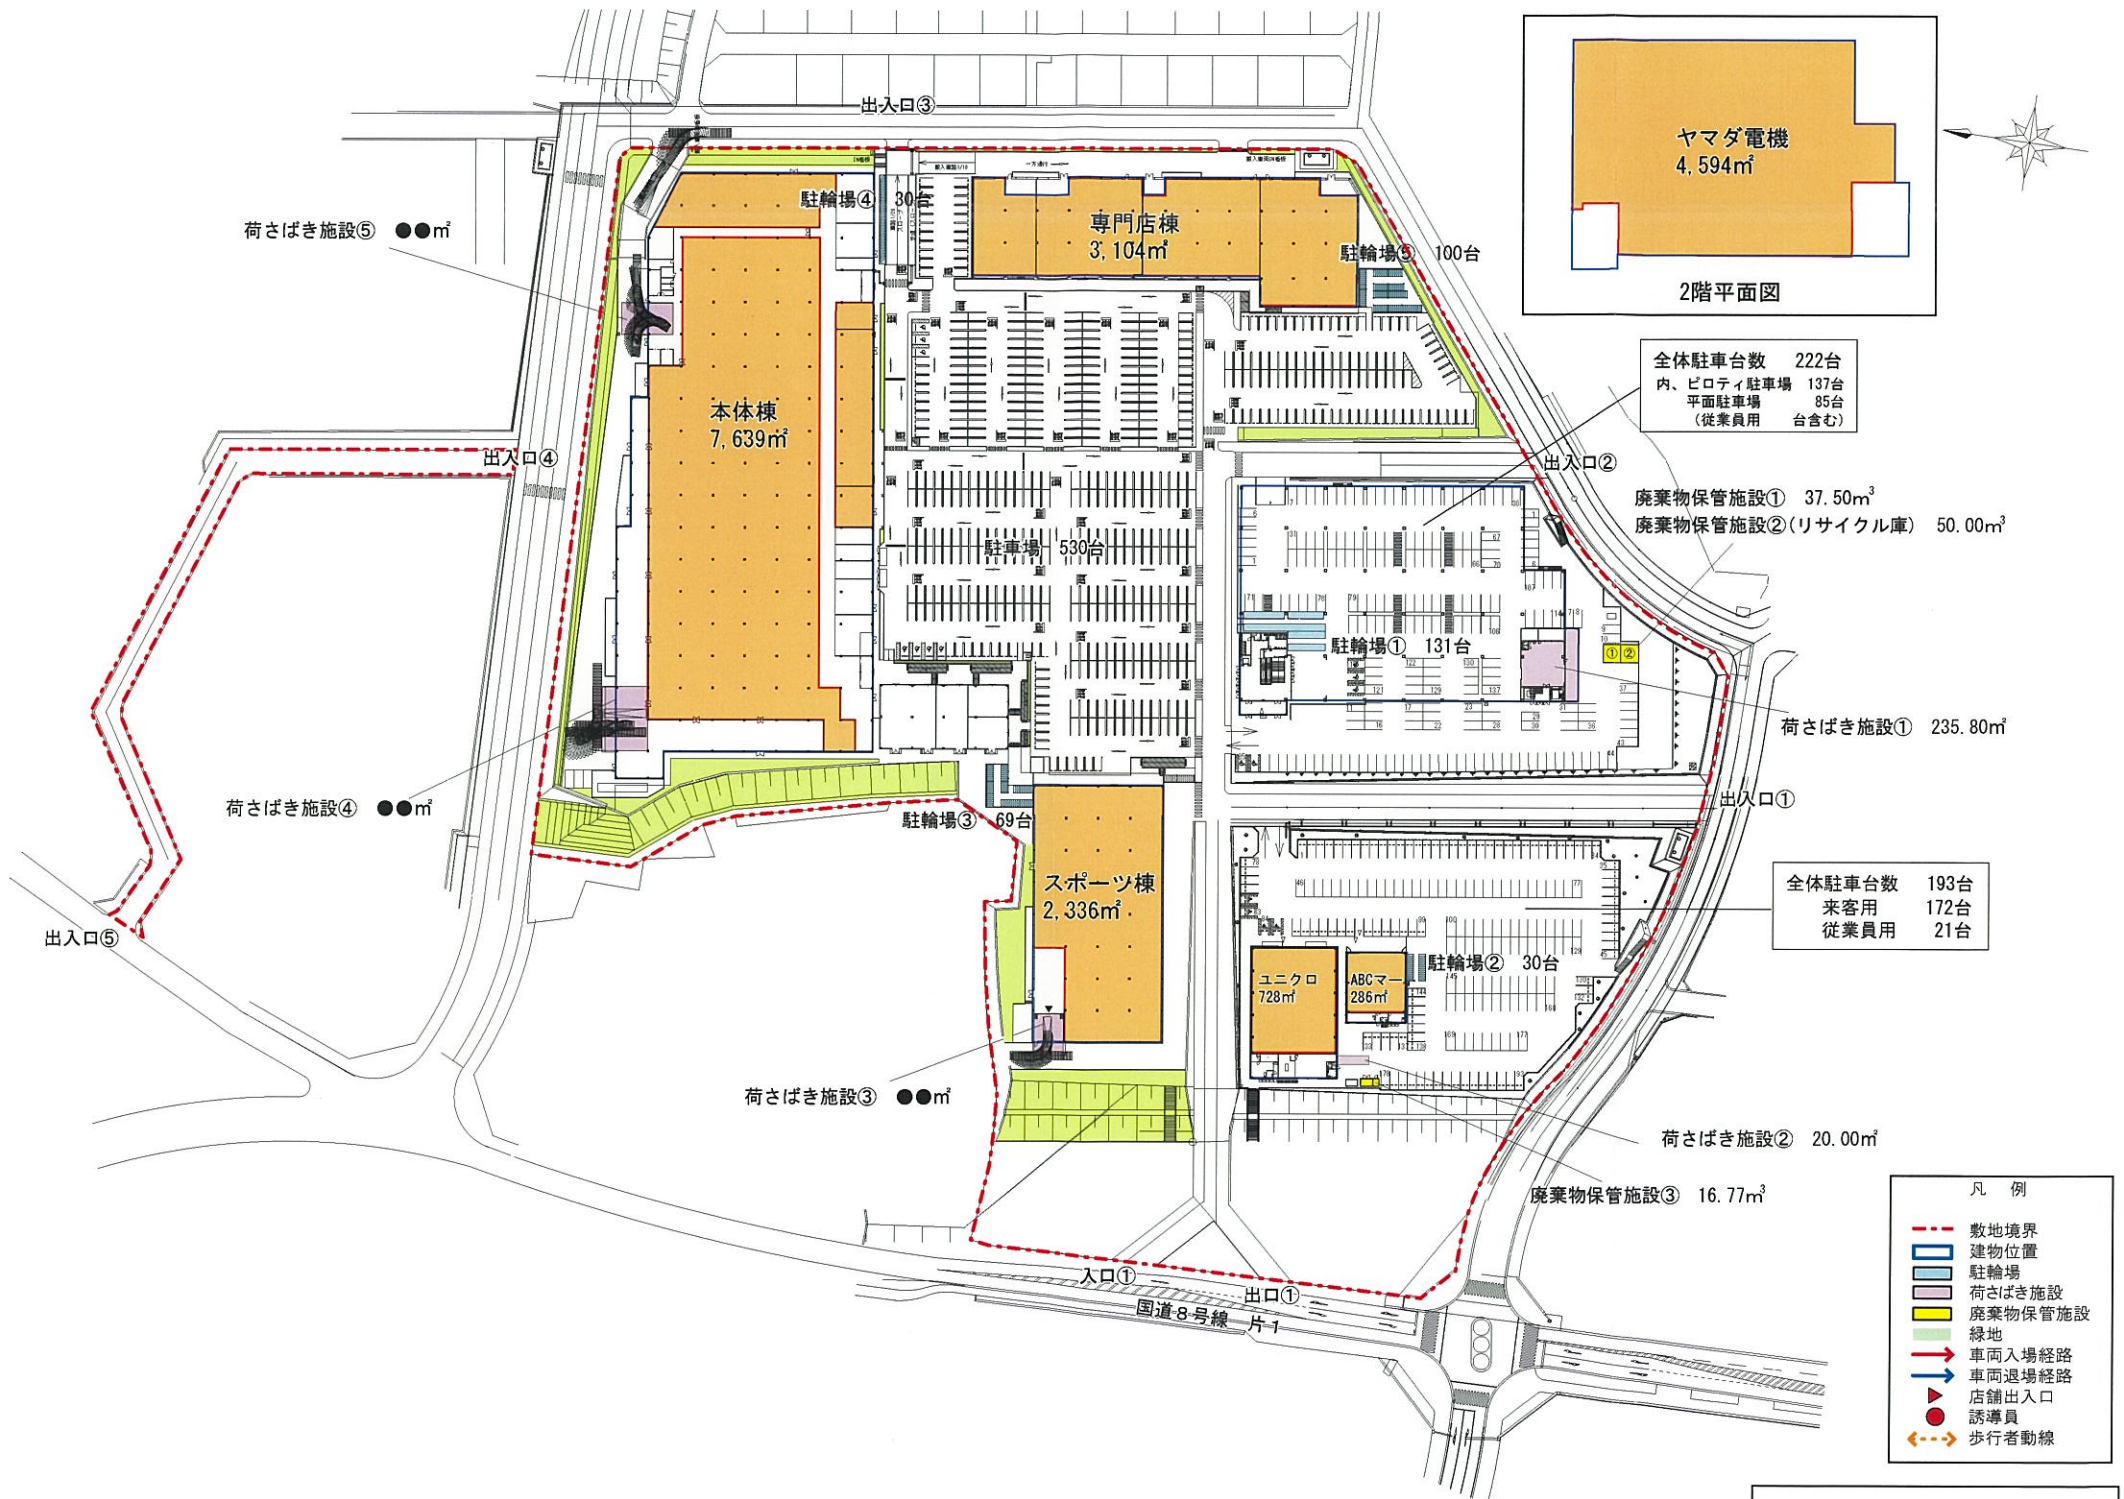 出入口③
ヤマダ電機
4,594㎡
2階平面図
荷さばき施設⑤ ●●㎡
駐輪場④ 30台
専門店棟
3,104㎡
駐輪場⑤ 100台
全体駐車台数 222台
内、ピロティ駐車場 137台
平面駐車場 85台
(従業員用 台含む)
本体棟
7,639㎡
出入口④
出入口②
廃棄物保管施設① 37.50m³
廃棄物保管施設②(リサイクル庫) 50.00m³
駐車場 530台
駐輪場① 131台
①②
荷さばき施設① 235.80㎡
荷さばき施設④ ●●㎡
駐輪場③ 69台
出入口①
スポーツ棟
2,336㎡
全体駐車台数 193台
来客用 172台
従業員用 21台
出入口⑤
ユニクロ
728㎡
ABCマー
286㎡
駐輪場② 30台
荷さばき施設③ ●●㎡
荷さばき施設② 20.00㎡
廃棄物保管施設③ 16.77m³
入口①
出口①
国道8号線 片1
凡 例
敷地境界
建物位置
駐輪場
荷さばき施設
廃棄物保管施設
緑地
車両入場経路
車両退場経路
店舗出入口
誘導員
歩行者動線